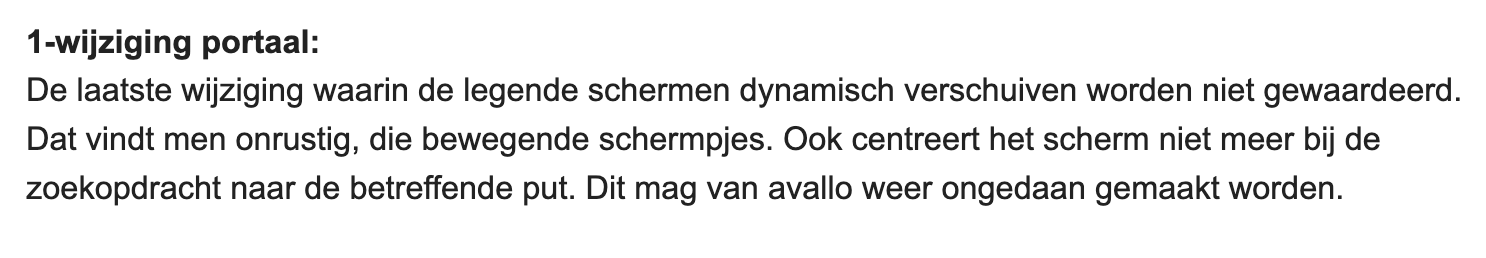 1-wijziging portaal:
De laatste wijziging waarin de legende schermen dynamisch verschuiven worden niet gewaardeerd.
Dat vindt men onrustig, die bewegende schermpjes. Ook centreert het scherm niet meer bij de
zoekopdracht naar de betreffende put. Dit mag van avallo weer ongedaan gemaakt worden.